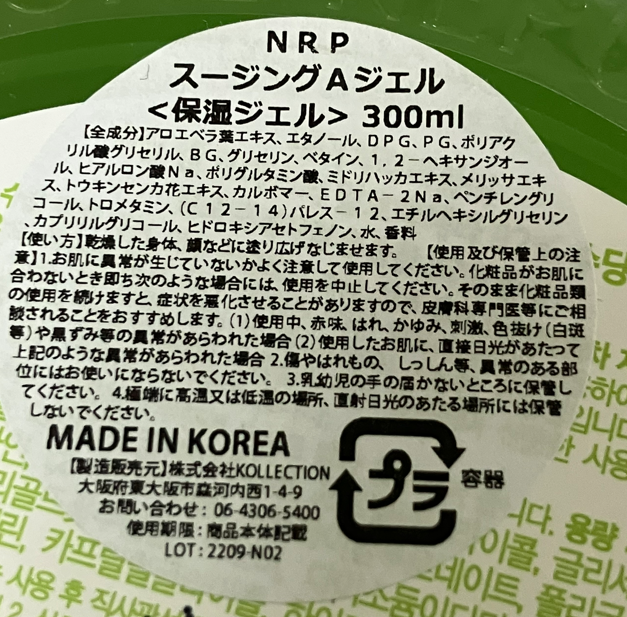 NRP
スージングAジェル
<保湿ジェル> 300ml
【全成分】アロエベラ葉エキス、エタノール、DPG、PG、ポリアク
リル酸グリセリル、BG、グリセリン、ベタイン、1,2-ヘキサンジオー
ル、ヒアルロン酸Na、ポリグルタミン酸、ミドリハッカエキス、メリッサエキ
ス、トウキンセンカ花エキス、カルボマー、EDTA-2Na、ペンチレングリ
コール、トロメタミン、(C12-14)パレス-12、エチルヘキシルグリセリン
、カプリリルグリコール、ヒドロキシアセトフェノン、水、香料
【使い方】乾燥した身体、顔などに塗り広げなじませます。 【使用及び保管上の注
意】1.お肌に異常が生じていないかよく注意して使用してください。化粧品がお肌に
合わないとき即ち次のような場合には、使用を中止してください。そのまま化粧品類
の使用を続けますと、症状を悪化させることがありますので、皮膚科専門医等にご相
談されることをおすすめします。(1)使用中、赤味、はれ、かゆみ、刺激、色抜け(白斑
等)や黒ずみ等の異常があらわれた場合(2)使用したお肌に、直接日光があたって
上記のような異常があらわれた場合 2.傷やはれもの、しっしん等、異常のある部
位にはお使いにならないでください。 3.乳幼児の手の届かないところに保管し
てください。 4.極端に高温又は低温の場所、直射日光のあたる場所には保管
しないでください。
MADE IN KOREA
【製造販売元】株式会社KOLLECTION
大阪府東大阪市森河内西1-4-9
お問い合わせ: 06-4306-5400
使用期限:商品本体記載
LOT:2209-N02
プラ
容器